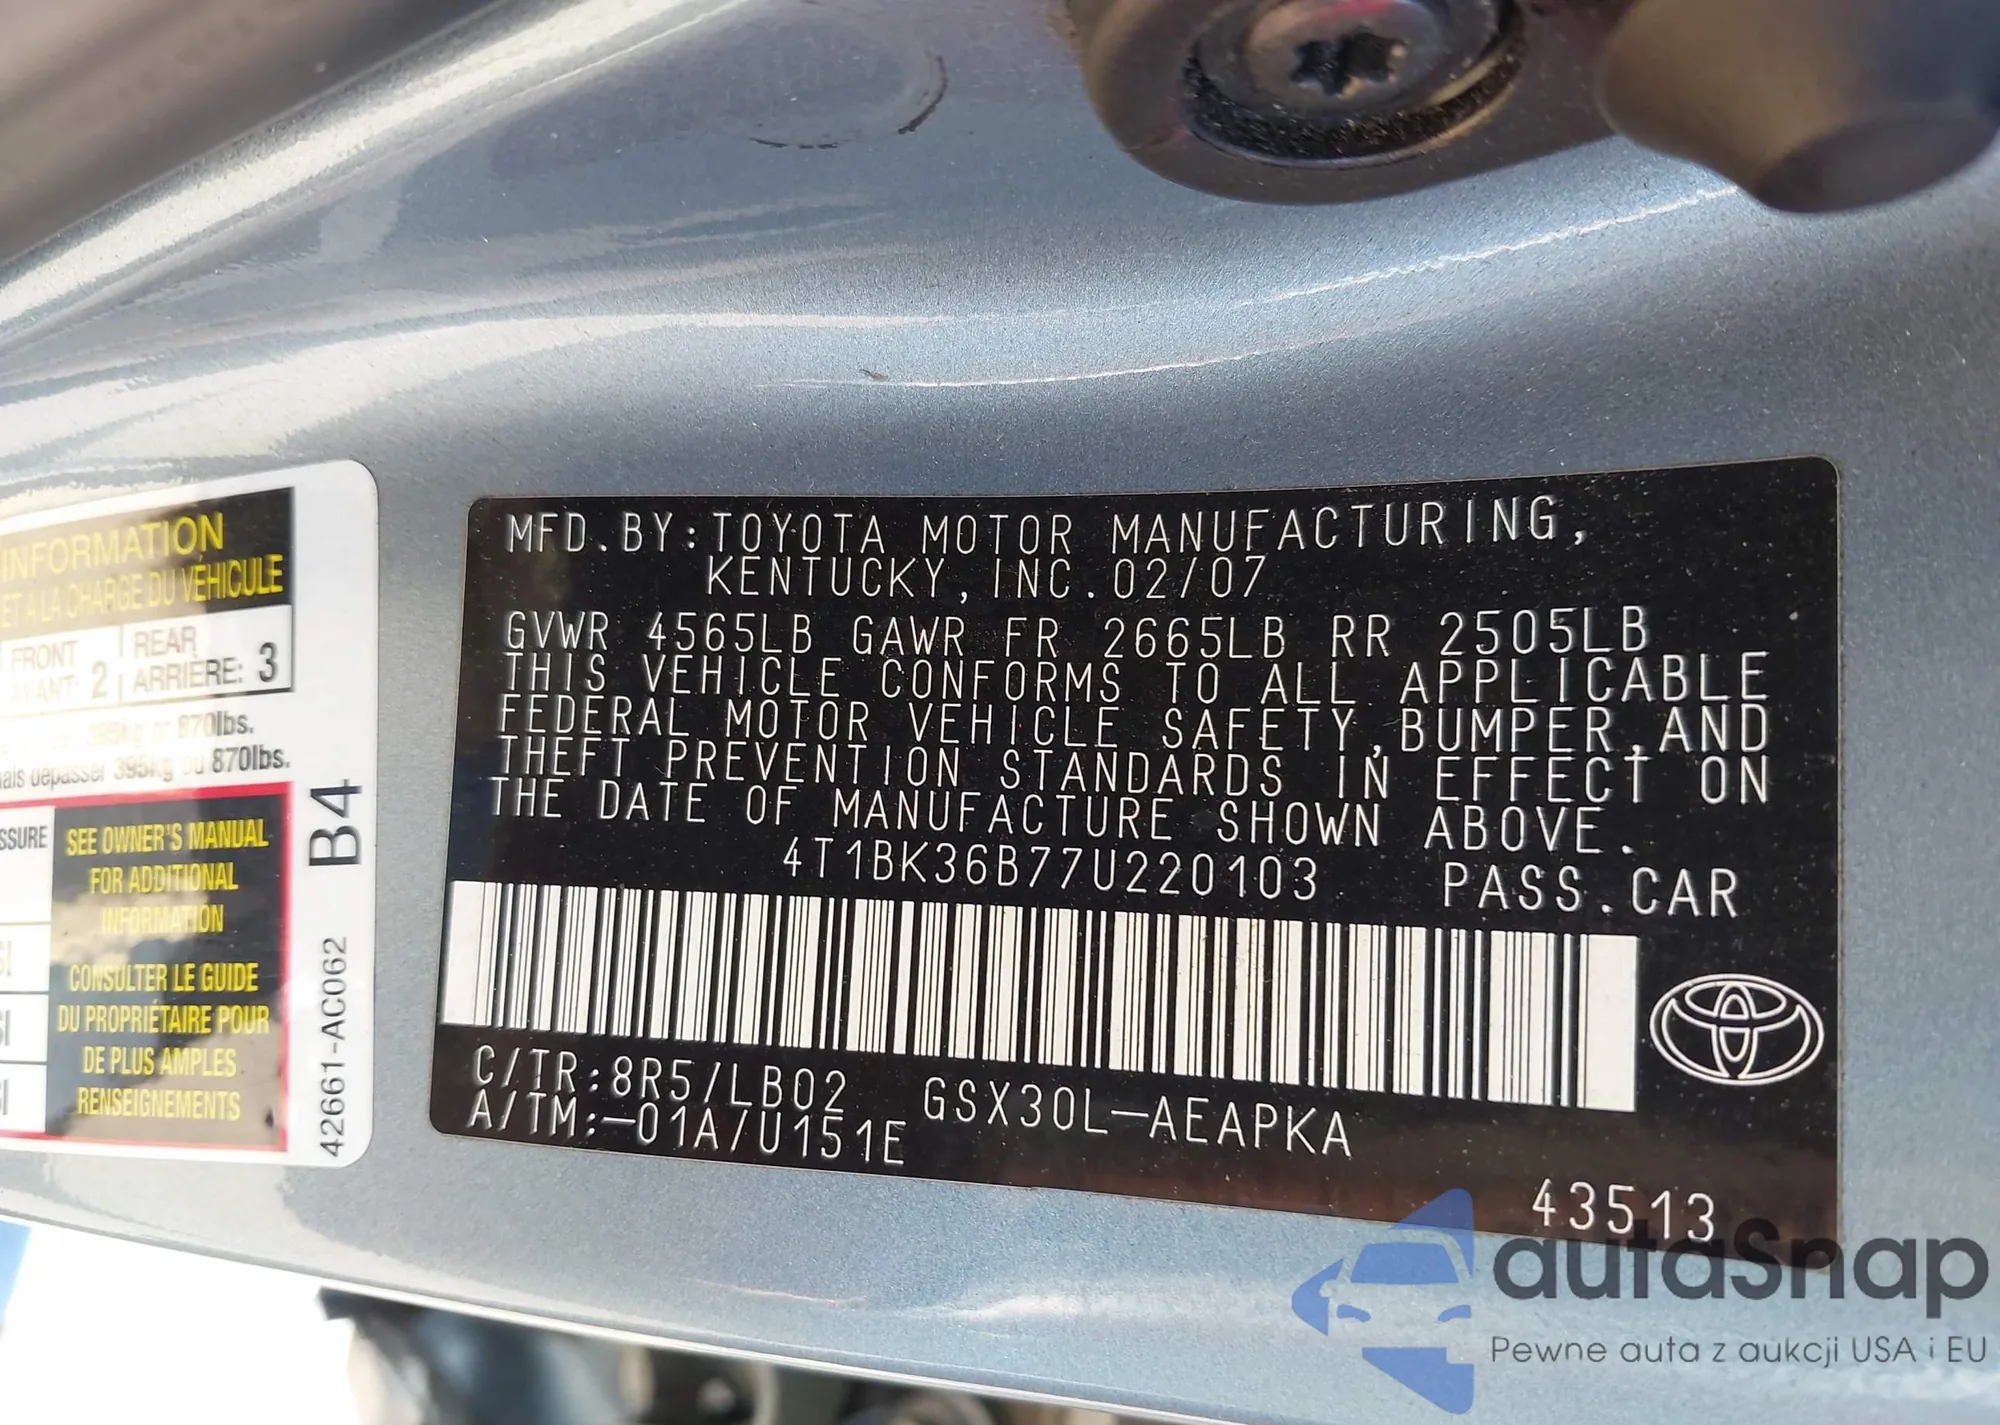 INFORMATION
ET A LA CHARGE DU VÉHICULE
FRONT
AVANT: 2
REAR
ARRIÈRE: 3
395kg or 870lbs.
mais dépasser 395kg ou 870lbs.
SEE OWNER'S MANUAL
FOR ADDITIONAL
INFORMATION
CONSULTER LE GUIDE
DU PROPRIÉTAIRE POUR
DE PLUS AMPLES
RENSEIGNEMENTS
B4
42661-AC062
MFD.BY:TOYOTA MOTOR MANUFACTURING,
KENTUCKY,INC.02/07
GVWR 4565LB GAWR FR 2665LB RR 2505LB
THIS VEHICLE CONFORMS TO ALL APPLICABLE
FEDERAL MOTOR VEHICLE SAFETY,BUMPER,AND
THEFT PREVENTION STANDARDS IN EFFECT ON
THE DATE OF MANUFACTURE SHOWN ABOVE.
4T1BK36B77U220103 PASS.CAR
C/TR:8R5/LB02 GSX30L-AEAPKA
A/TM:-01A/U151E
43513
autaSnap
Pewne auta z aukcji USA i EU